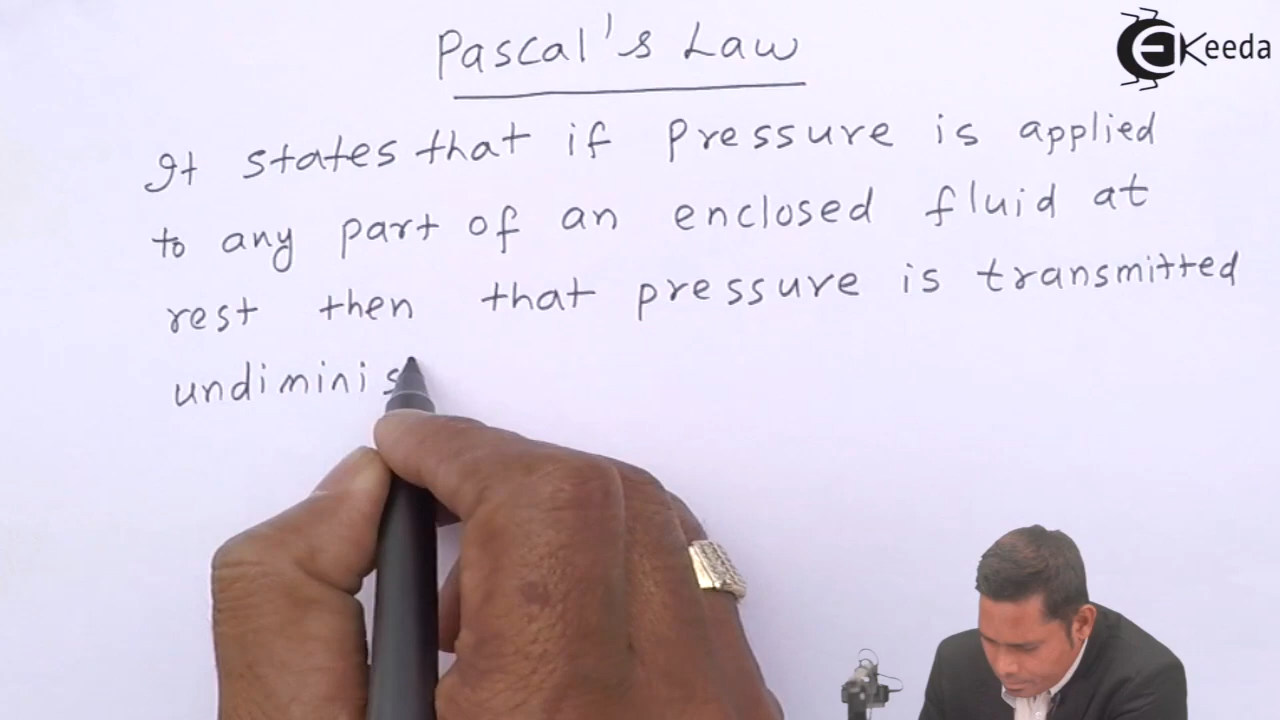 Pascal's Law
EKeeda
It states that if Pressure is applied
to any part of an enclosed fluid at
rest then that pressure is transmitted
undiminis